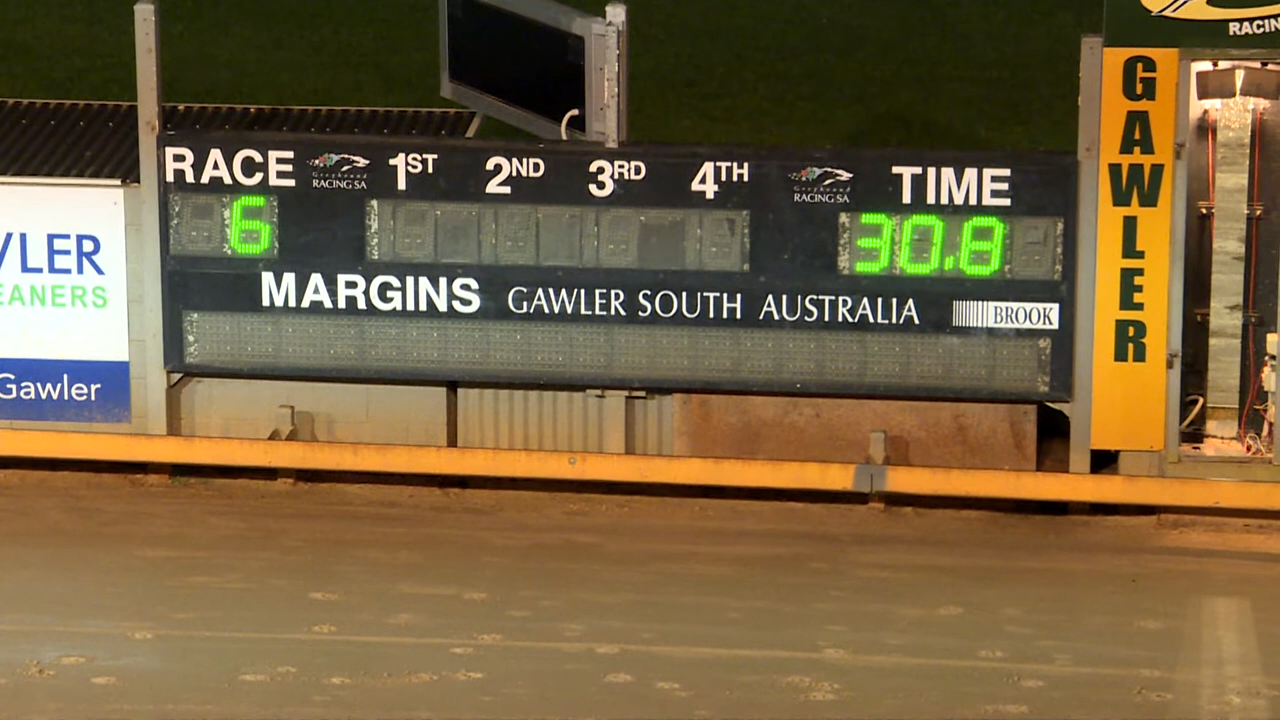 RACIN
GAWLER
RACE
Greyhound
RACING SA
1ST 2ND 3RD 4TH
Greyhound
RACING SA
TIME
6
30.8
MARGINS
GAWLER SOUTH AUSTRALIA
BROOK
WLER
EANERS
Gawler